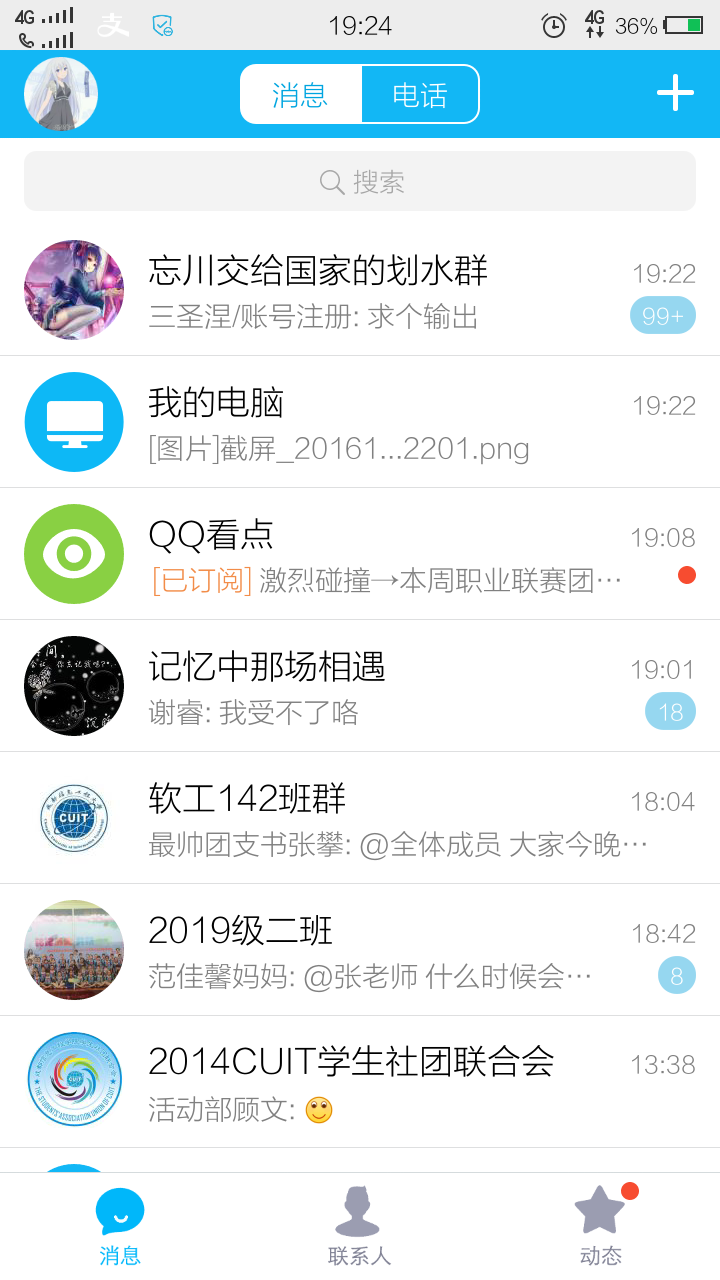 4G 19:24 4G 36%
消息 电话
搜索
忘川交给国家的划水群 19:22
三圣涅/账号注册: 求个输出 99+
我的电脑 19:22
[图片]截屏_20161...2201.png
QQ看点 19:08
[已订阅] 激烈碰撞→本周职业联赛团…
记忆中那场相遇 19:01
谢睿: 我受不了咯 18
CUIT
软工142班群 18:04
最帅团支书张攀: @全体成员 大家今晚…
2019级二班 18:42
范佳馨妈妈: @张老师 什么时候会… 8
2014CUIT学生社团联合会 13:38
活动部顾文:
消息 联系人 动态